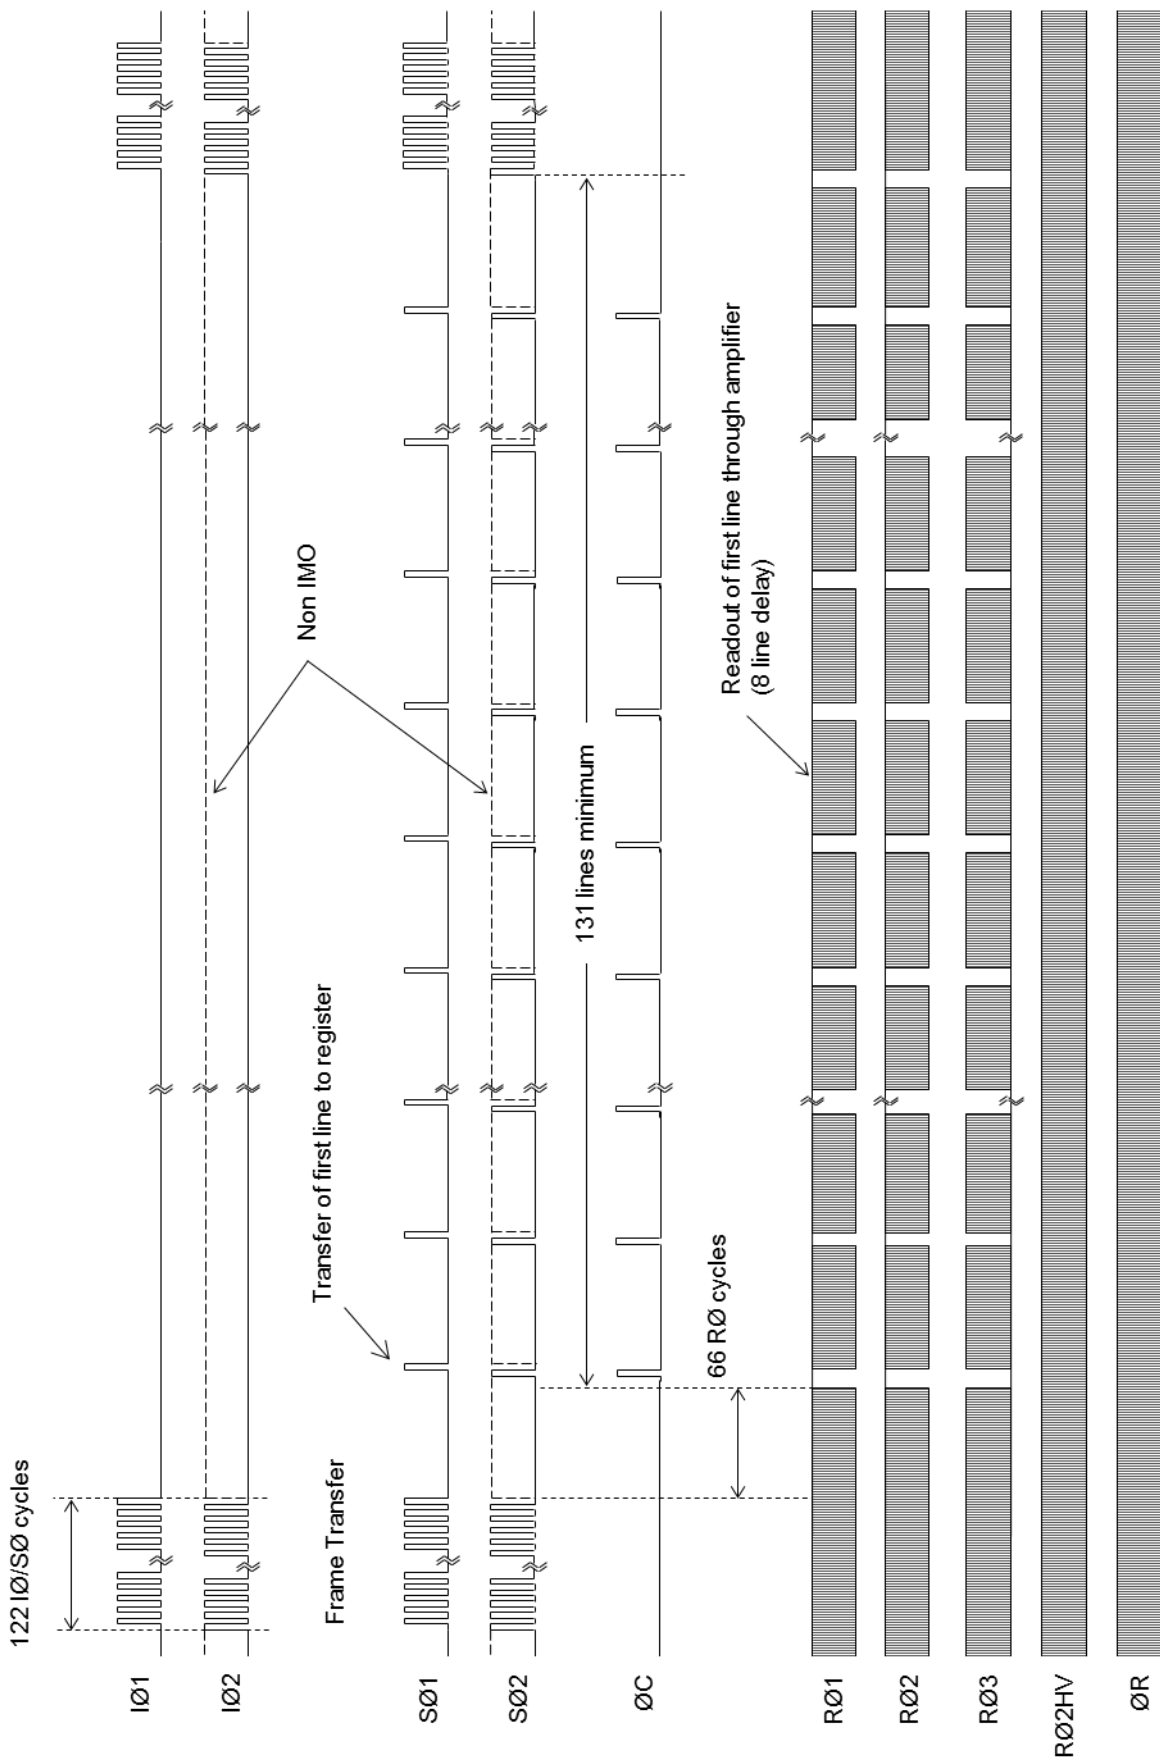 122 IØ/SØ cycles
IØ1
IØ2
Non IMO
Frame Transfer
Transfer of first line to register
SØ1
SØ2
131 lines minimum
ØC
66 RØ cycles
Readout of first line through amplifier
(8 line delay)
RØ1
RØ2
RØ3
RØ2HV
ØR